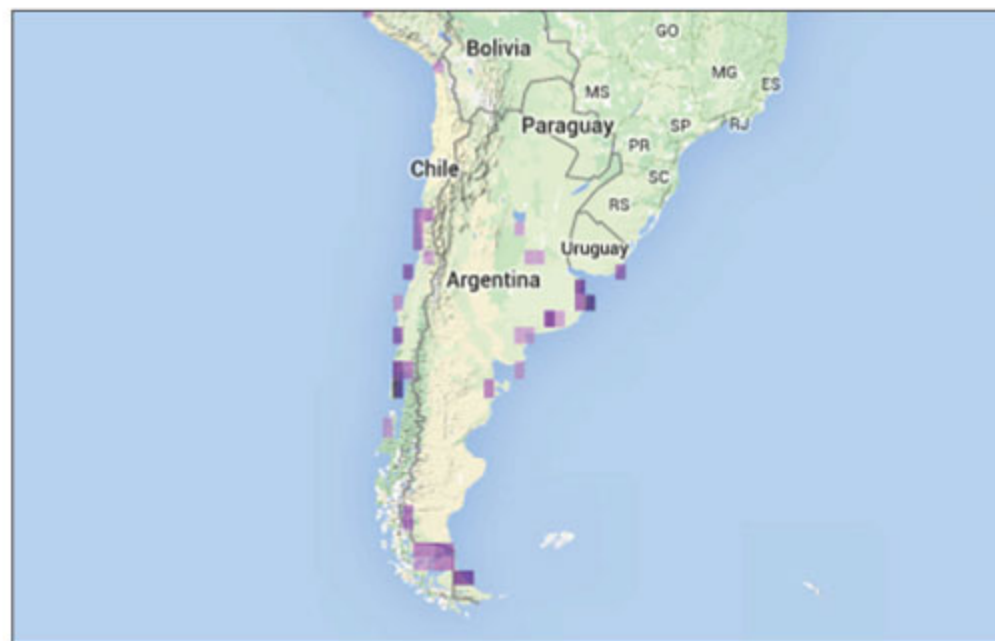 GO
Bolivia
MG
ES
MS
Paraguay
SP
RJ
PR
Chile
SC
RS
Uruguay
Argentina